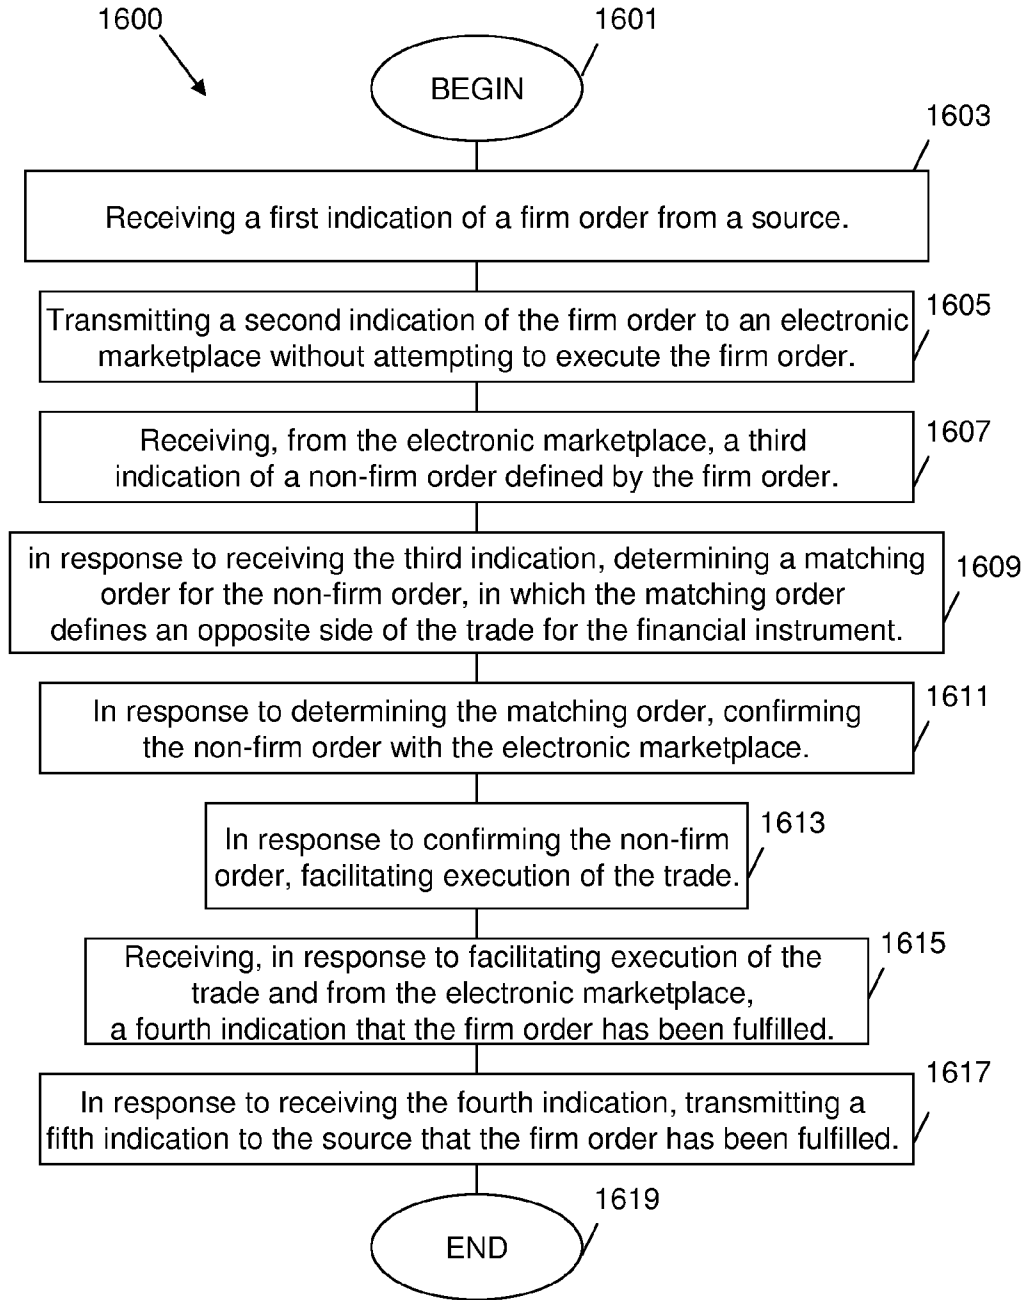 1600
1601
BEGIN
1603
Receiving a first indication of a firm order from a source.
1605
Transmitting a second indication of the firm order to an electronic
marketplace without attempting to execute the firm order.
1607
Receiving, from the electronic marketplace, a third
indication of a non-firm order defined by the firm order.
1609
in response to receiving the third indication, determining a matching
order for the non-firm order, in which the matching order
defines an opposite side of the trade for the financial instrument.
1611
In response to determining the matching order, confirming
the non-firm order with the electronic marketplace.
1613
In response to confirming the non-firm
order, facilitating execution of the trade.
1615
Receiving, in response to facilitating execution of the
trade and from the electronic marketplace,
a fourth indication that the firm order has been fulfilled.
1617
In response to receiving the fourth indication, transmitting a
fifth indication to the source that the firm order has been fulfilled.
1619
END